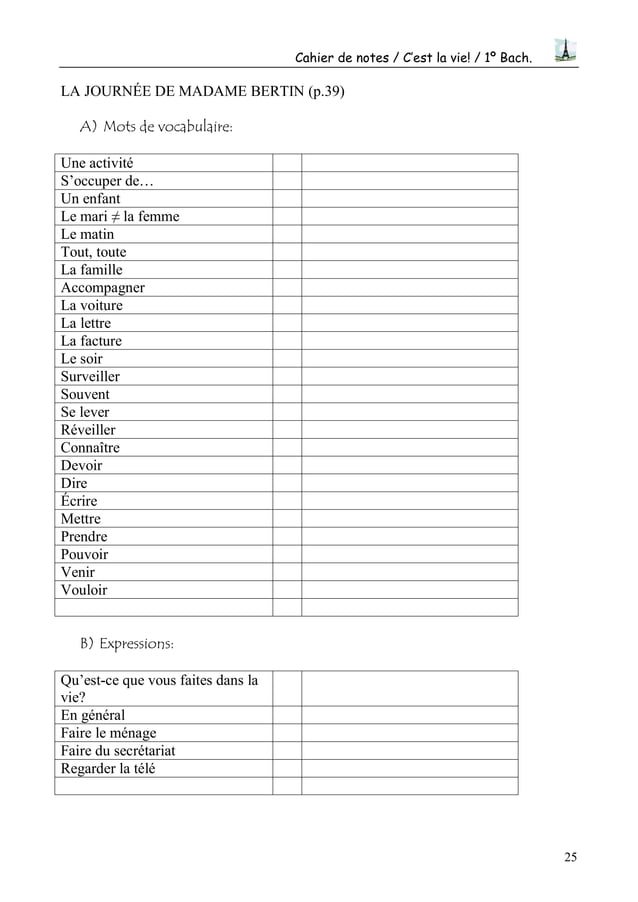 Cahier de notes / C’est la vie! / 1º Bach.
LA JOURNÉE DE MADAME BERTIN (p.39)
A) Mots de vocabulaire:
Une activité
S’occuper de…
Un enfant
Le mari ≠ la femme
Le matin
Tout, toute
La famille
Accompagner
La voiture
La lettre
La facture
Le soir
Surveiller
Souvent
Se lever
Réveiller
Connaître
Devoir
Dire
Écrire
Mettre
Prendre
Pouvoir
Venir
Vouloir
B) Expressions:
Qu’est-ce que vous faites dans la
vie?
En général
Faire le ménage
Faire du secrétariat
Regarder la télé
25